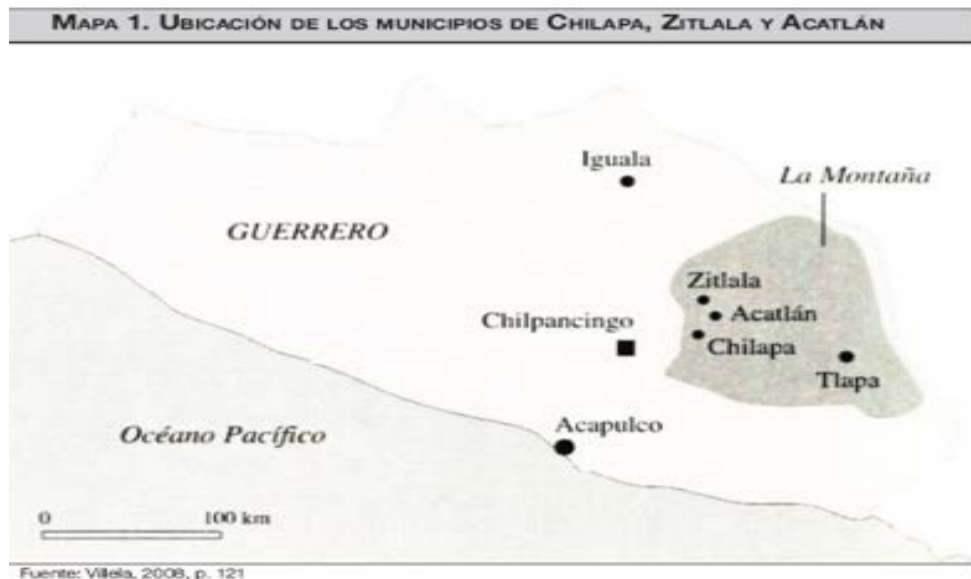 MAPA 1. UBICACIÓN DE LOS MUNICIPIOS DE CHILAPA, ZITLALA Y ACATLÁN
Iguala
La Montaña
GUERRERO
Zitlala
Acatlán
Chilpancingo
Chilapa
Tlapa
Acapulco
Océano Pacífico
0 100 km
Fuente: Villela, 2008, p. 121